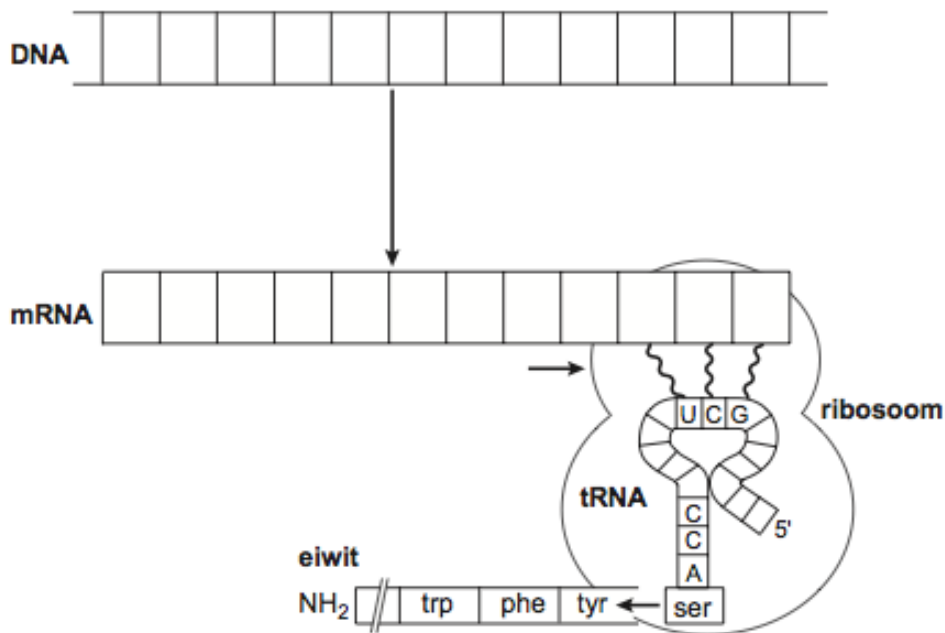 DNA
mRNA
ribosoom
U C G
tRNA
C
C
A
5'
eiwit
NH₂ trp phe tyr ser